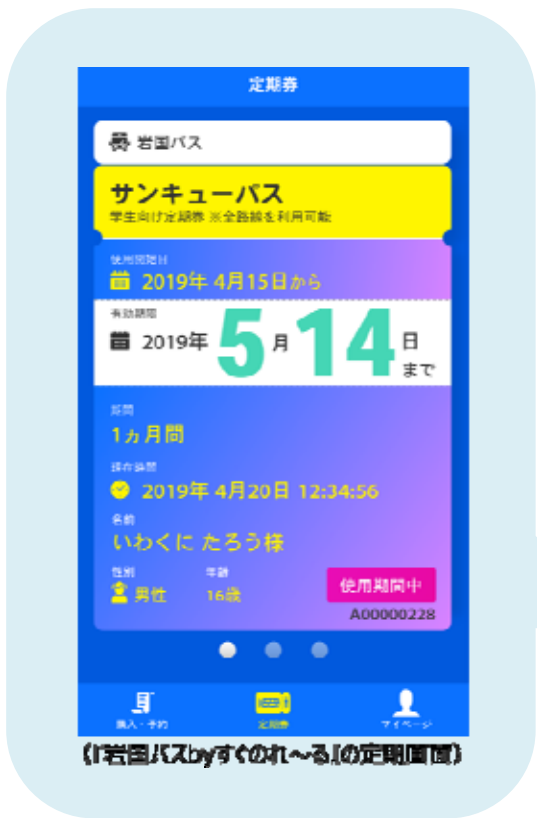 定期券
岩国バス
サンキューバス
学生向け定期券 ※全路線を利用可能
使用開始日
2019年 4月15日から
有効期限
2019年 5月14日まで
期間
1ヵ月間
現在時間
2019年 4月20日 12:34:56
名前
いわくに たろう様
性別 年齢
男性 16歳
使用期間中
A00000228
購入・予約 定期券 マイページ
(『岩国バスbyすぐのれ~る』の定期画面)